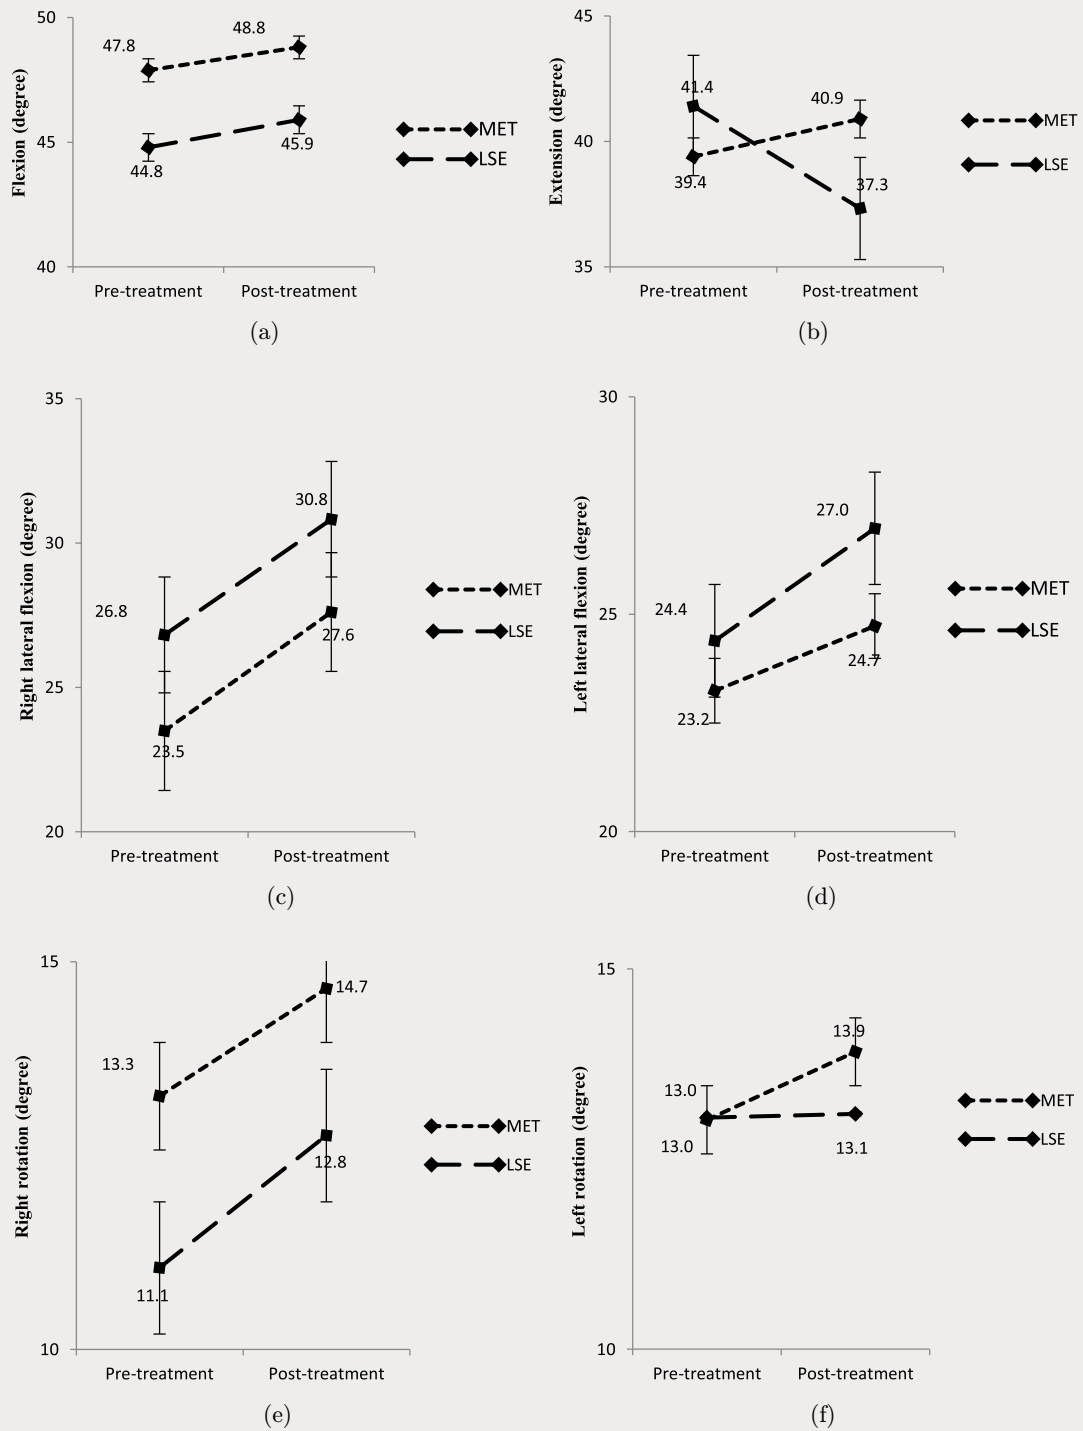 50
45
40
Flexion (degree)
47.8
48.8
44.8
45.9
MET
LSE
Pre-treatment Post-treatment
(a)
45
40
35
Extension (degree)
41.4
40.9
39.4
37.3
MET
LSE
Pre-treatment Post-treatment
(b)
35
30
25
20
Right lateral flexion (degree)
30.8
26.8
27.6
23.5
MET
LSE
Pre-treatment Post-treatment
(c)
30
25
20
Left lateral flexion (degree)
27.0
24.4
24.7
23.2
MET
LSE
Pre-treatment Post-treatment
(d)
15
10
Right rotation (degree)
14.7
13.3
12.8
11.1
MET
LSE
Pre-treatment Post-treatment
(e)
15
10
Left rotation (degree)
13.9
13.0
13.0
13.1
MET
LSE
Pre-treatment Post-treatment
(f)